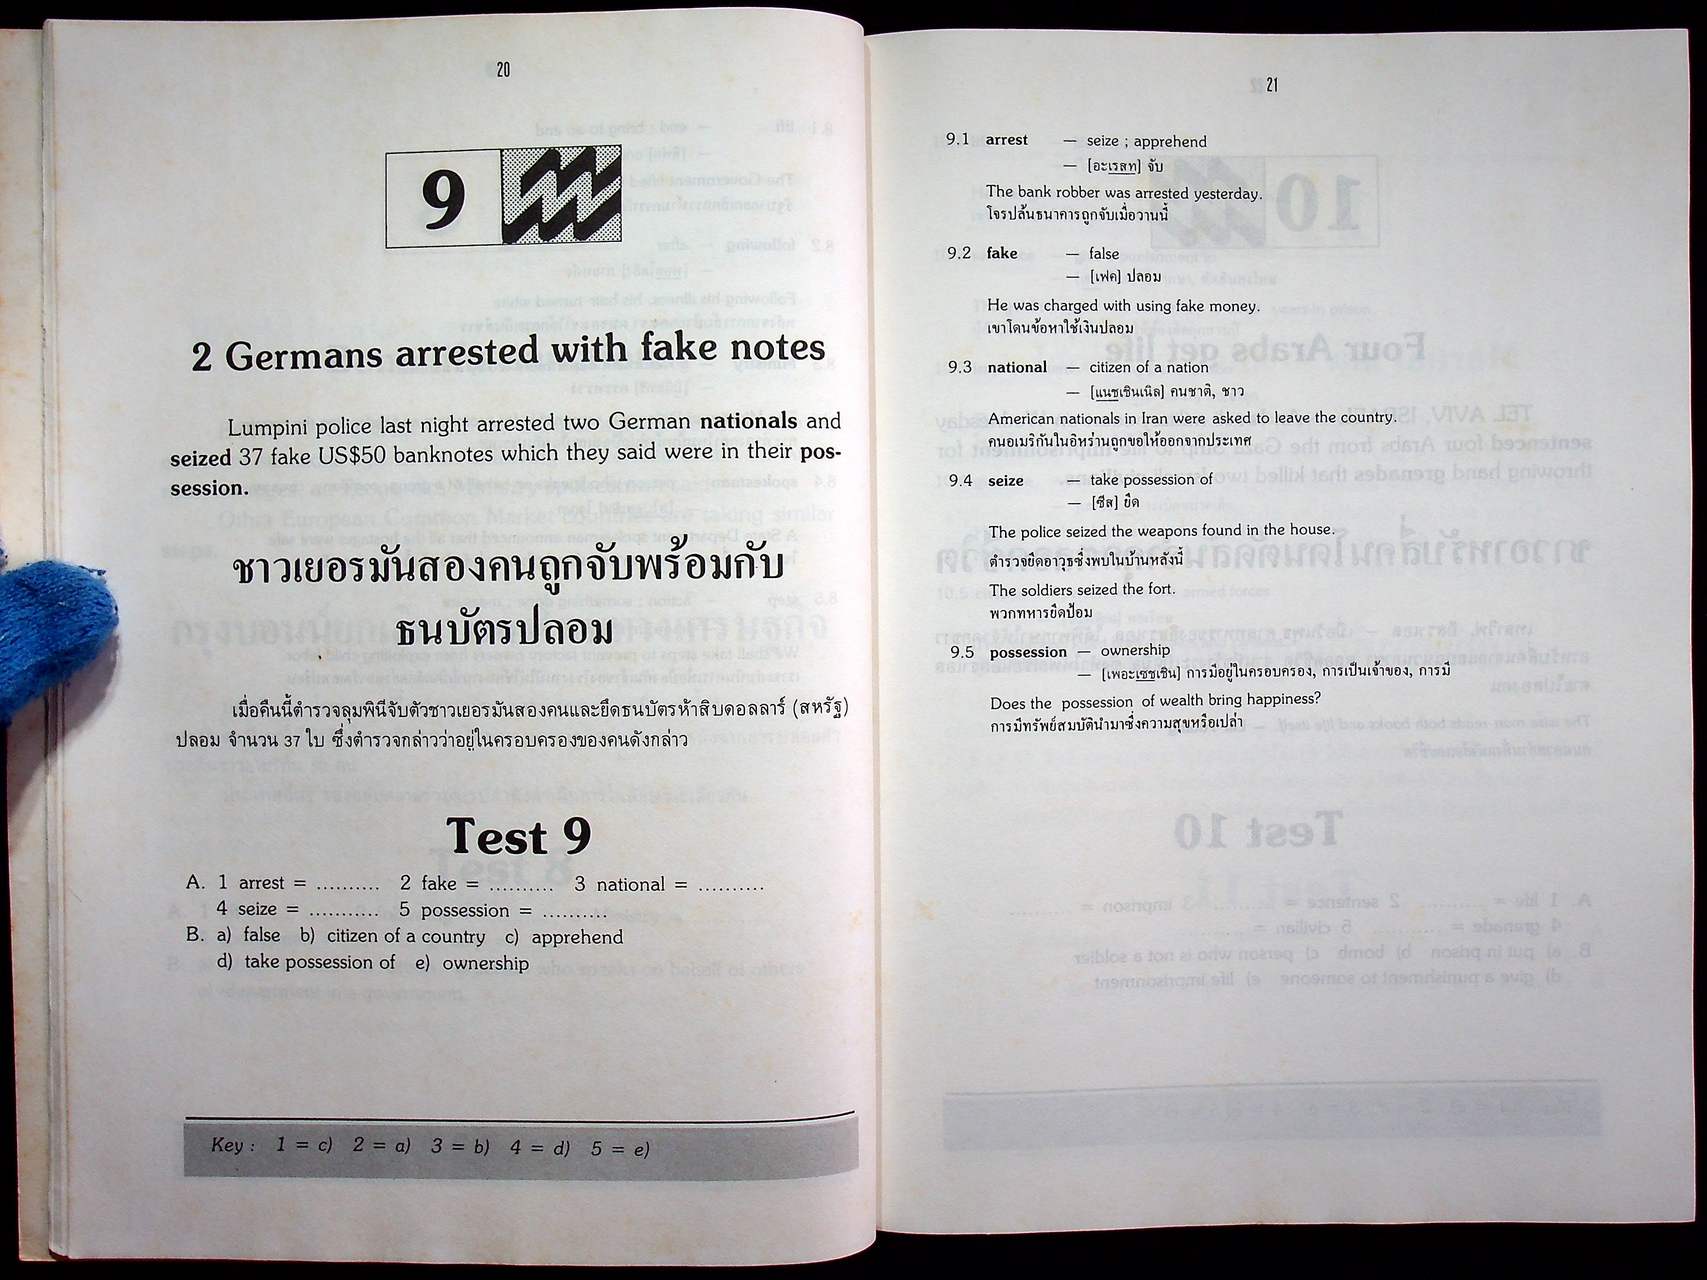 20
9
2 Germans arrested with fake notes
Lumpini police last night arrested two German nationals and
seized 37 fake US$50 banknotes which they said were in their pos-
session.
ชาวเยอรมันสองคนถูกจับพร้อมกับ
ธนบัตรปลอม
เมื่อคืนนี้ตำรวจลุมพินีจับตัวชาวเยอรมันสองคนและยึดธนบัตรห้าสิบดอลลาร์ (สหรัฐ)
ปลอม จำนวน 37 ใบ ซึ่งตำรวจกล่าวว่าอยู่ในครอบครองของคนดังกล่าว
Test 9
A. 1 arrest = .......... 2 fake = .......... 3 national = ..........
4 seize = ........... 5 possession = ..........
B. a) false b) citizen of a country c) apprehend
d) take possession of e) ownership
Key : 1 = c) 2 = a) 3 = b) 4 = d) 5 = e)
21
9.1 arrest — seize ; apprehend
— [อะเรสท] จับ
The bank robber was arrested yesterday.
โจรปล้นธนาคารถูกจับเมื่อวานนี้
9.2 fake — false
— [เฟค] ปลอม
He was charged with using fake money.
เขาโดนข้อหาใช้เงินปลอม
9.3 national — citizen of a nation
— [แนชเชินเนิล] คนชาติ, ชาว
American nationals in Iran were asked to leave the country.
คนอเมริกันในอิหร่านถูกขอให้ออกจากประเทศ
9.4 seize — take possession of
— [ซีส] ยึด
The police seized the weapons found in the house.
ตำรวจยึดอาวุธซึ่งพบในบ้านหลังนี้
The soldiers seized the fort.
พวกทหารยึดป้อม
9.5 possession — ownership
— [เพอะเซชเชิน] การมีอยู่ในครอบครอง, การเป็นเจ้าของ, การมี
Does the possession of wealth bring happiness?
การมีทรัพย์สมบัตินำมาซึ่งความสุขหรือเปล่า